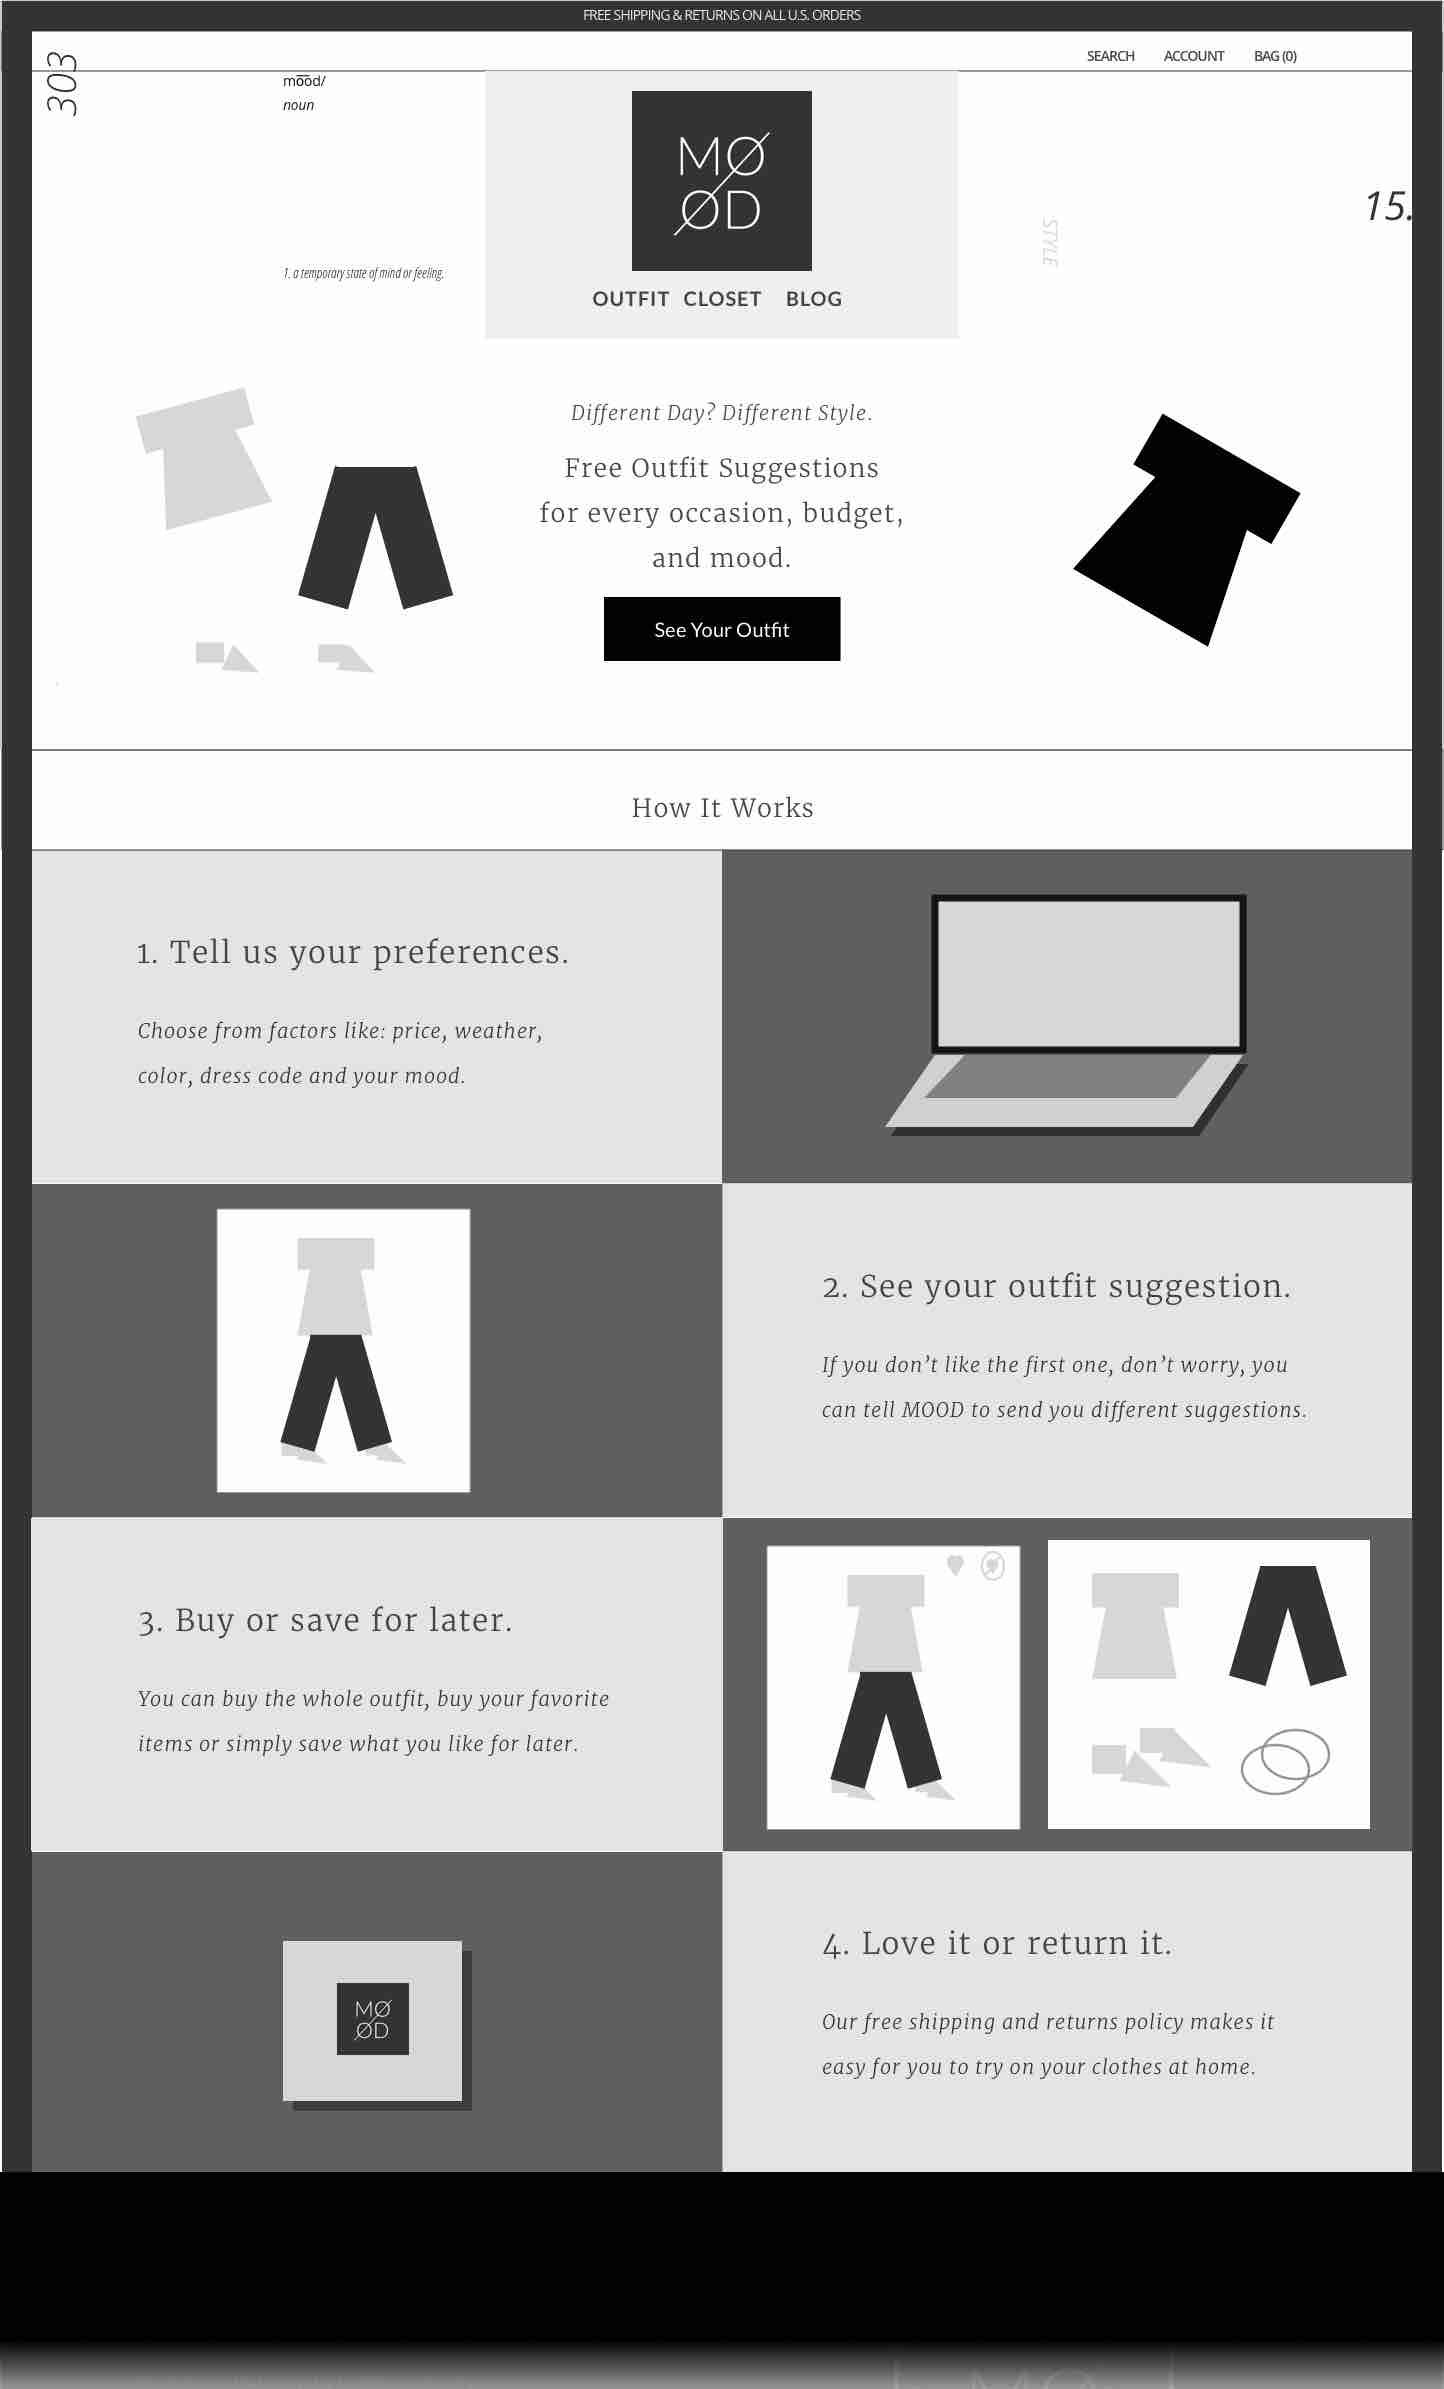 FREE SHIPPING & RETURNS ON ALL U.S. ORDERS
SEARCH ACCOUNT BAG (0)
303
mo͞od/
noun
MØ
ØD
15.
STYLE
1. a temporary state of mind or feeling.
OUTFIT CLOSET BLOG
Different Day? Different Style.
Free Outfit Suggestions
for every occasion, budget,
and mood.
See Your Outfit
How It Works
1. Tell us your preferences.
Choose from factors like: price, weather,
color, dress code and your mood.
2. See your outfit suggestion.
If you don’t like the first one, don’t worry, you
can tell MOOD to send you different suggestions.
3. Buy or save for later.
You can buy the whole outfit, buy your favorite
items or simply save what you like for later.
MØ
ØD
4. Love it or return it.
Our free shipping and returns policy makes it
easy for you to try on your clothes at home.